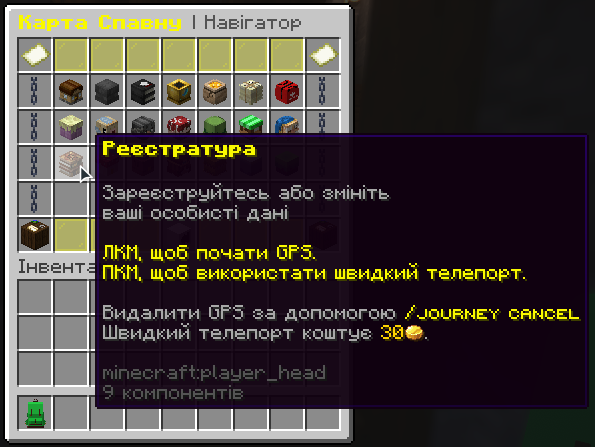 Карта Спавну | Навігатор
Реєстратура
Зареєструйтесь або змініть
ваші особисті дані
ЛКМ, щоб почати GPS.
ПКМ, щоб використати швидкий телепорт.
Видалити GPS за допомогою /JOURNEY CANCEL
Швидкий телепорт коштує 30.
Інвента
minecraft:player_head
9 компонентів